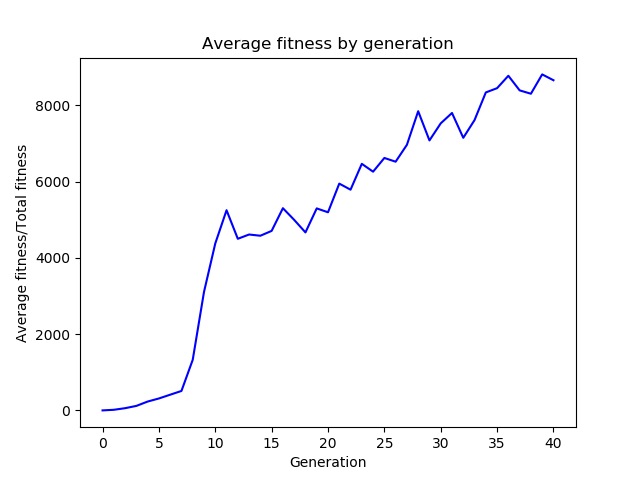 Average fitness by generation
Average fitness/Total fitness
8000
6000
4000
2000
0
0 5 10 15 20 25 30 35 40
Generation